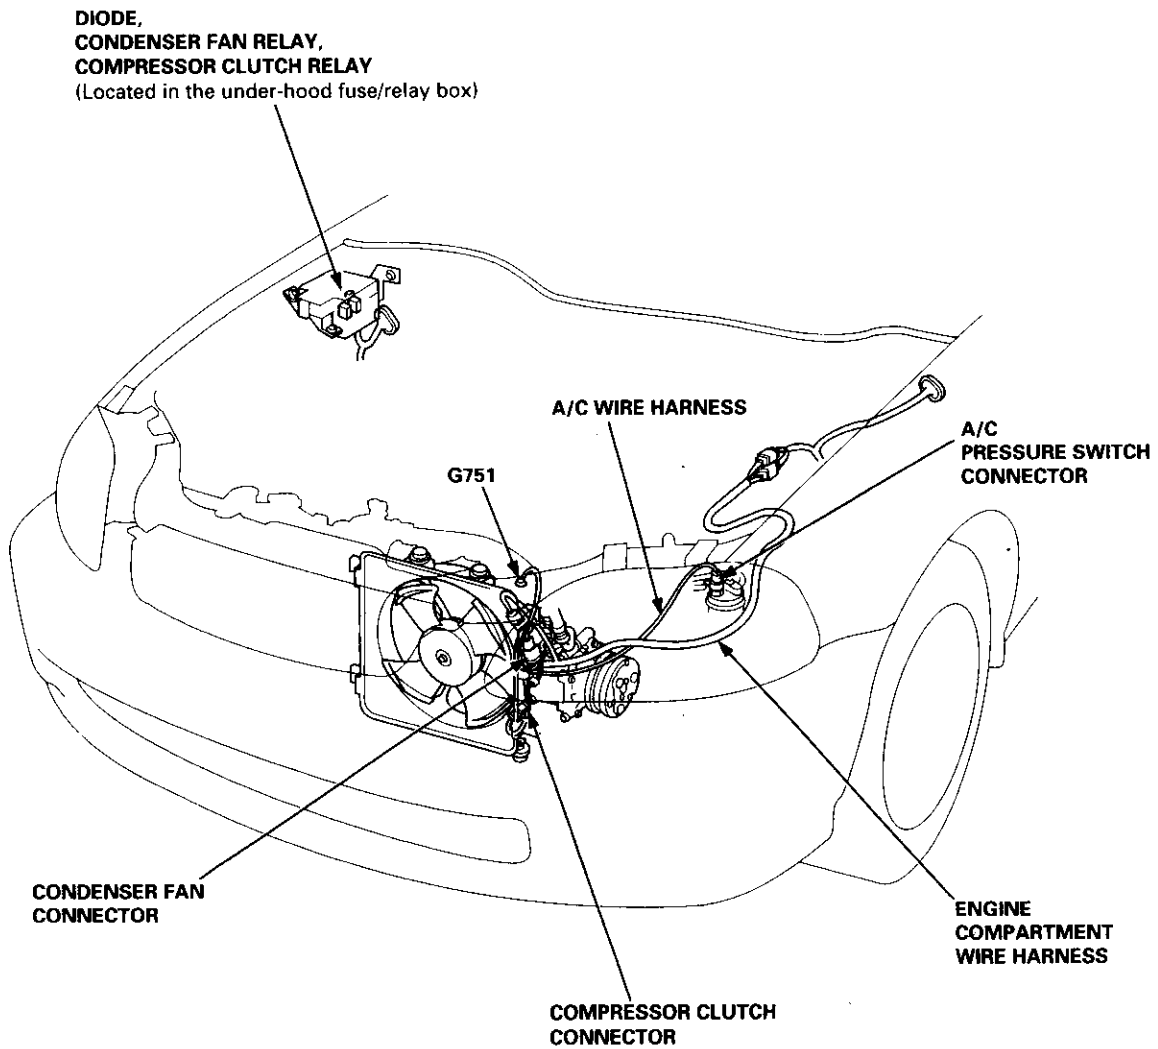 DIODE,
CONDENSER FAN RELAY,
COMPRESSOR CLUTCH RELAY
(Located in the under-hood fuse/relay box)
A/C WIRE HARNESS
A/C
PRESSURE SWITCH
CONNECTOR
G751
CONDENSER FAN
CONNECTOR
ENGINE
COMPARTMENT
WIRE HARNESS
COMPRESSOR CLUTCH
CONNECTOR